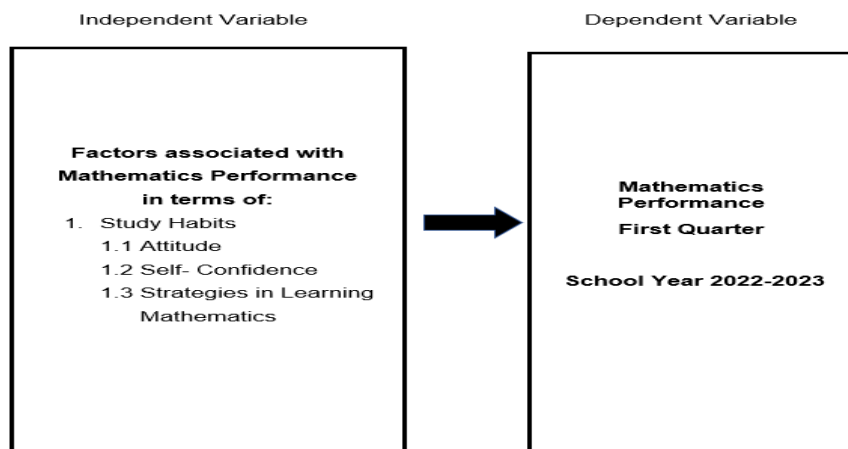 Independent Variable
Dependent Variable
Factors associated with
Mathematics Performance
in terms of:
1. Study Habits
1.1 Attitude
1.2 Self- Confidence
1.3 Strategies in Learning
Mathematics
Mathematics
Performance
First Quarter
School Year 2022-2023